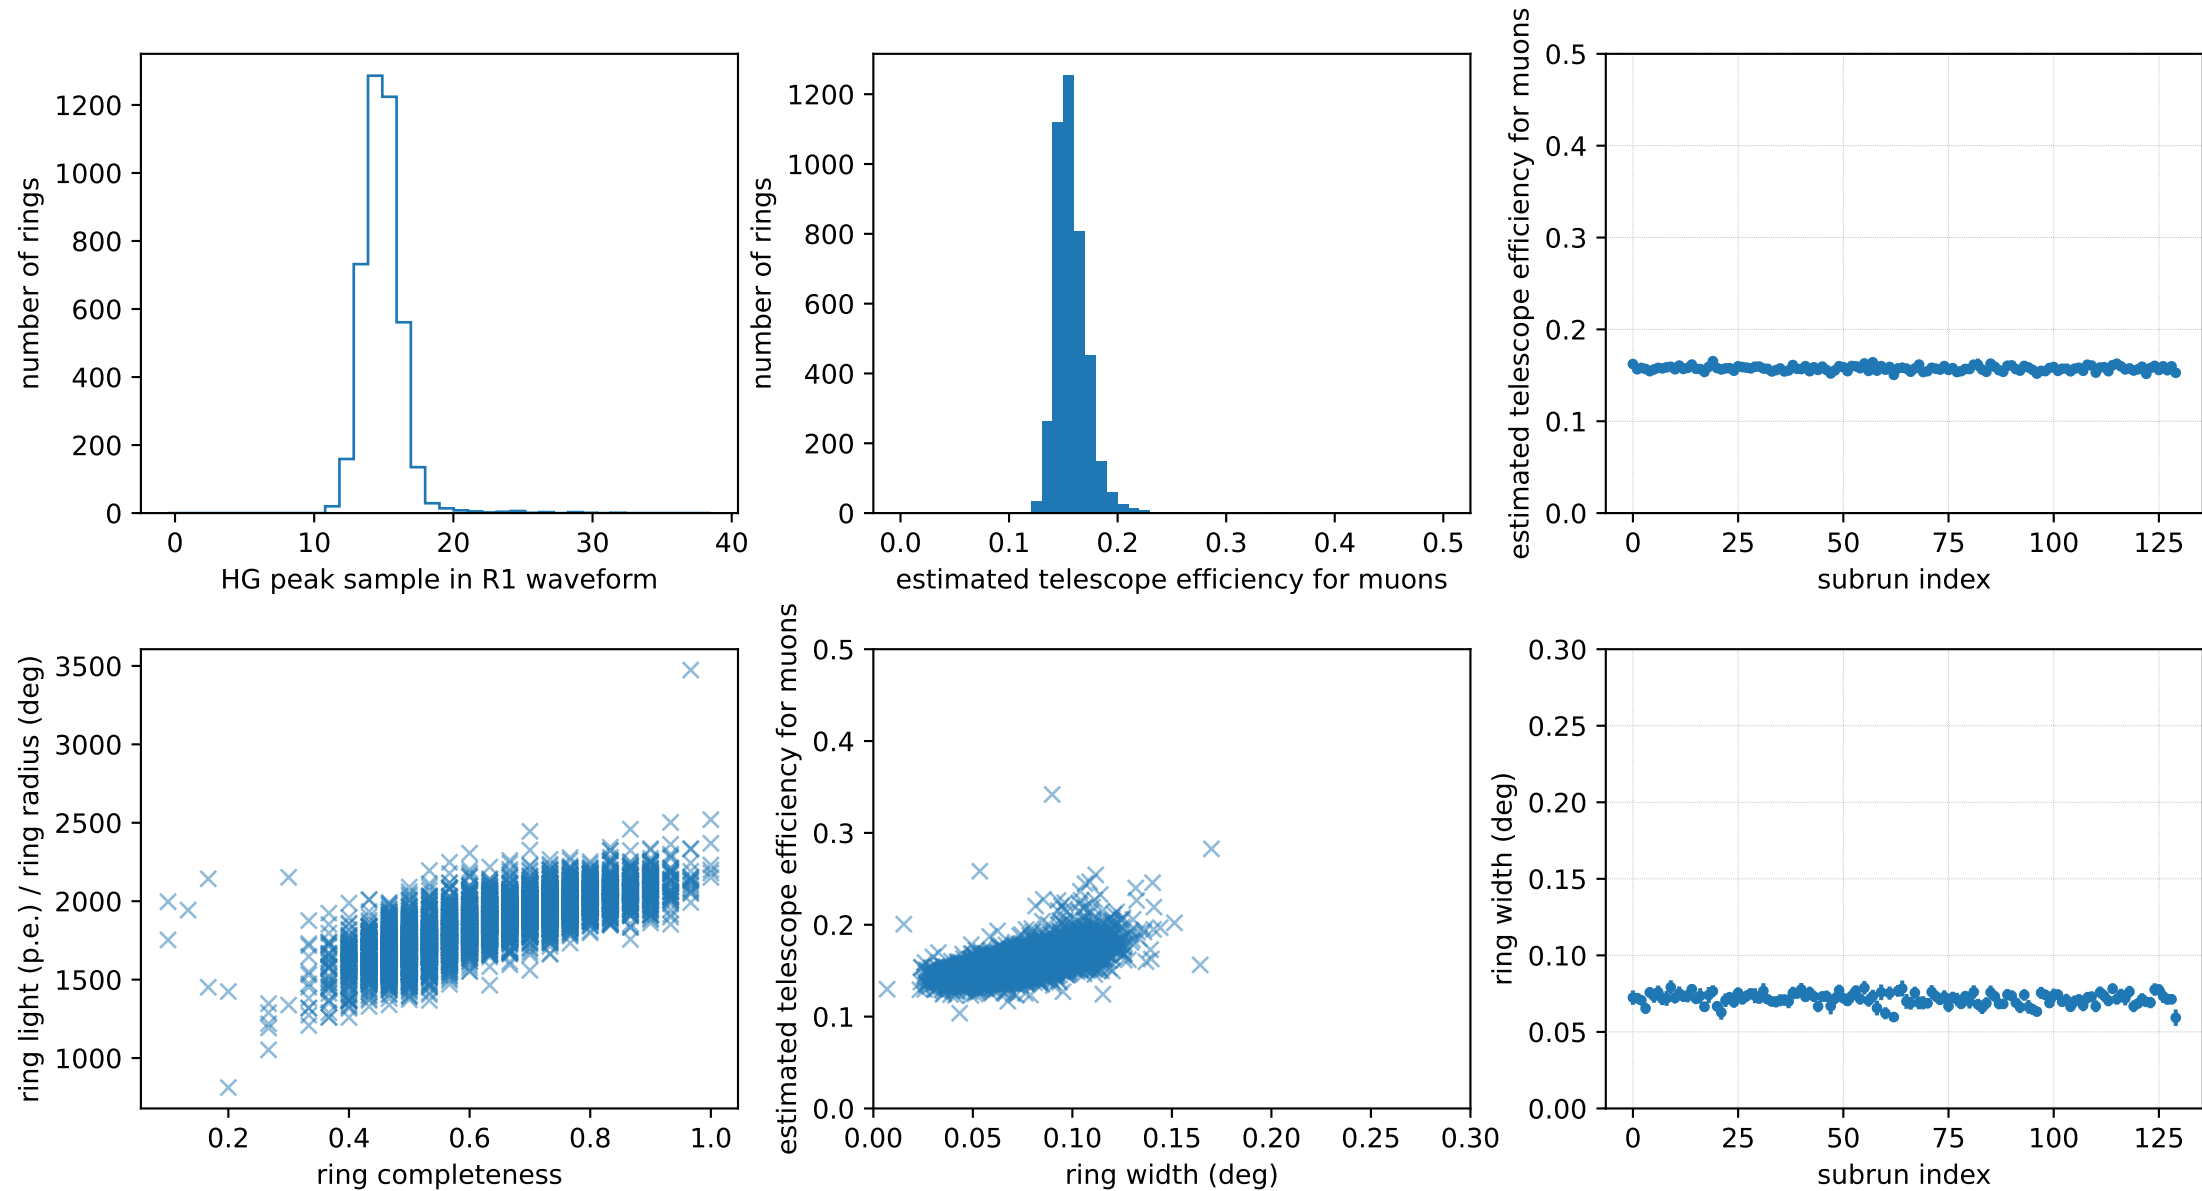 number of rings
1200
1000
800
600
400
200
0
0 10 20 30 40
HG peak sample in R1 waveform
number of rings
1200
1000
800
600
400
200
0
0.0 0.1 0.2 0.3 0.4 0.5
estimated telescope efficiency for muons
estimated telescope efficiency for muons
0.5
0.4
0.3
0.2
0.1
0.0
0 25 50 75 100 125
subrun index
ring light (p.e.) / ring radius (deg)
3500
3000
2500
2000
1500
1000
0.2 0.4 0.6 0.8 1.0
ring completeness
estimated telescope efficiency for muons
0.5
0.4
0.3
0.2
0.1
0.0
0.00 0.05 0.10 0.15 0.20 0.25 0.30
ring width (deg)
ring width (deg)
0.30
0.25
0.20
0.15
0.10
0.05
0.00
0 25 50 75 100 125
subrun index